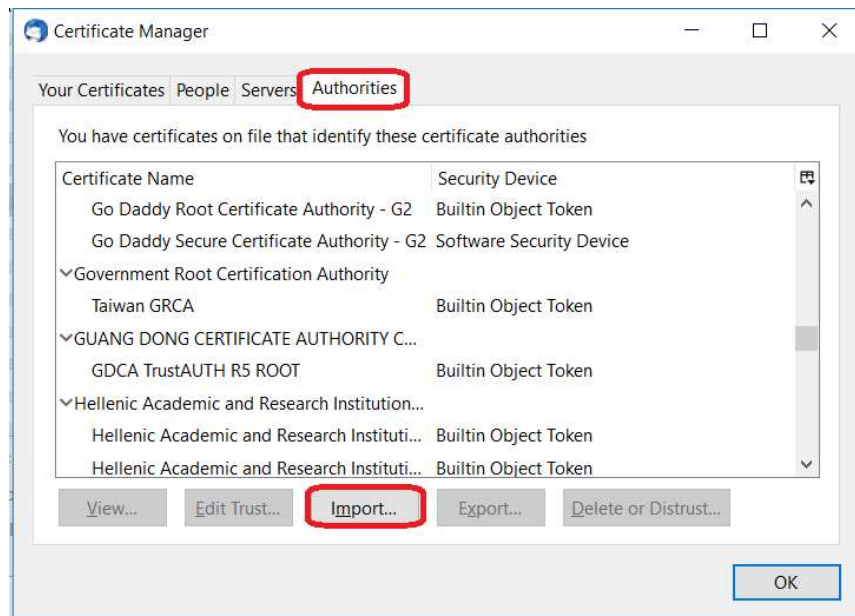 Certificate Manager
Your Certificates People Servers Authorities
You have certificates on file that identify these certificate authorities
Certificate Name Security Device
Go Daddy Root Certificate Authority - G2 Builtin Object Token
Go Daddy Secure Certificate Authority - G2 Software Security Device
Government Root Certification Authority
Taiwan GRCA Builtin Object Token
GUANG DONG CERTIFICATE AUTHORITY C...
GDCA TrustAUTH R5 ROOT Builtin Object Token
Hellenic Academic and Research Institution...
Hellenic Academic and Research Instituti... Builtin Object Token
Hellenic Academic and Research Instituti... Builtin Object Token
View... Edit Trust... Import... Export... Delete or Distrust...
OK